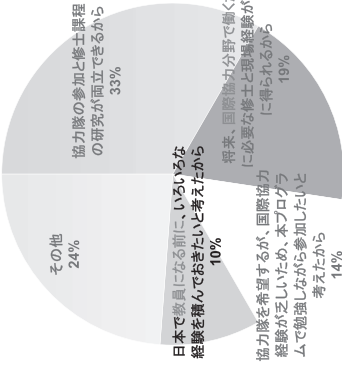 協力隊の参加と修士課程
の研究が両立できるから
33%
将来、国際協力分野で働く
に必要な修士と現場経験が
に得られるから
19%
協力隊を希望するが、国際協力
経験が乏しいため、本プログラ
ムで勉強しながら参加したいと
考えたから
14%
日本で教員になる前に、いろいろな
経験を積んでおきたいと考えたから
10%
その他
24%